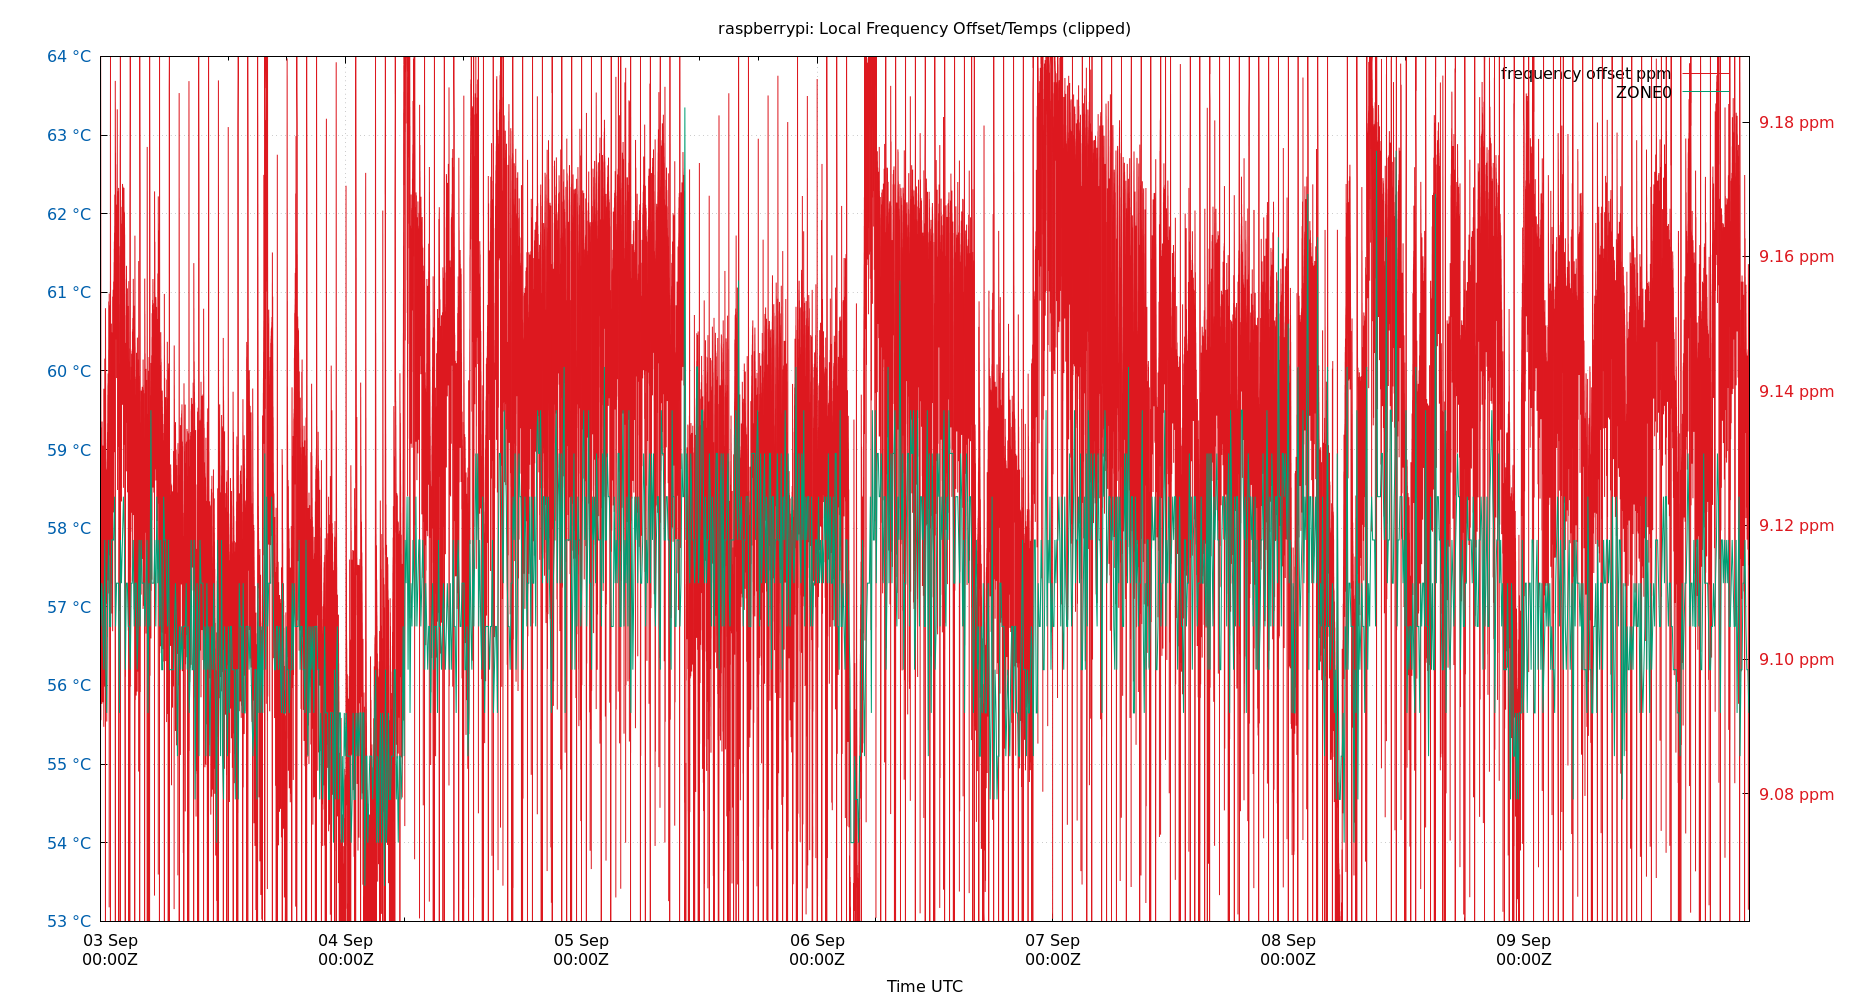 raspberrypi: Local Frequency Offset/Temps (clipped)
64 °C
63 °C
62 °C
61 °C
60 °C
59 °C
58 °C
57 °C
56 °C
55 °C
54 °C
53 °C
frequency offset ppm
ZONE0
9.18 ppm
9.16 ppm
9.14 ppm
9.12 ppm
9.10 ppm
9.08 ppm
03 Sep
00:00Z
04 Sep
00:00Z
05 Sep
00:00Z
06 Sep
00:00Z
07 Sep
00:00Z
08 Sep
00:00Z
09 Sep
00:00Z
Time UTC